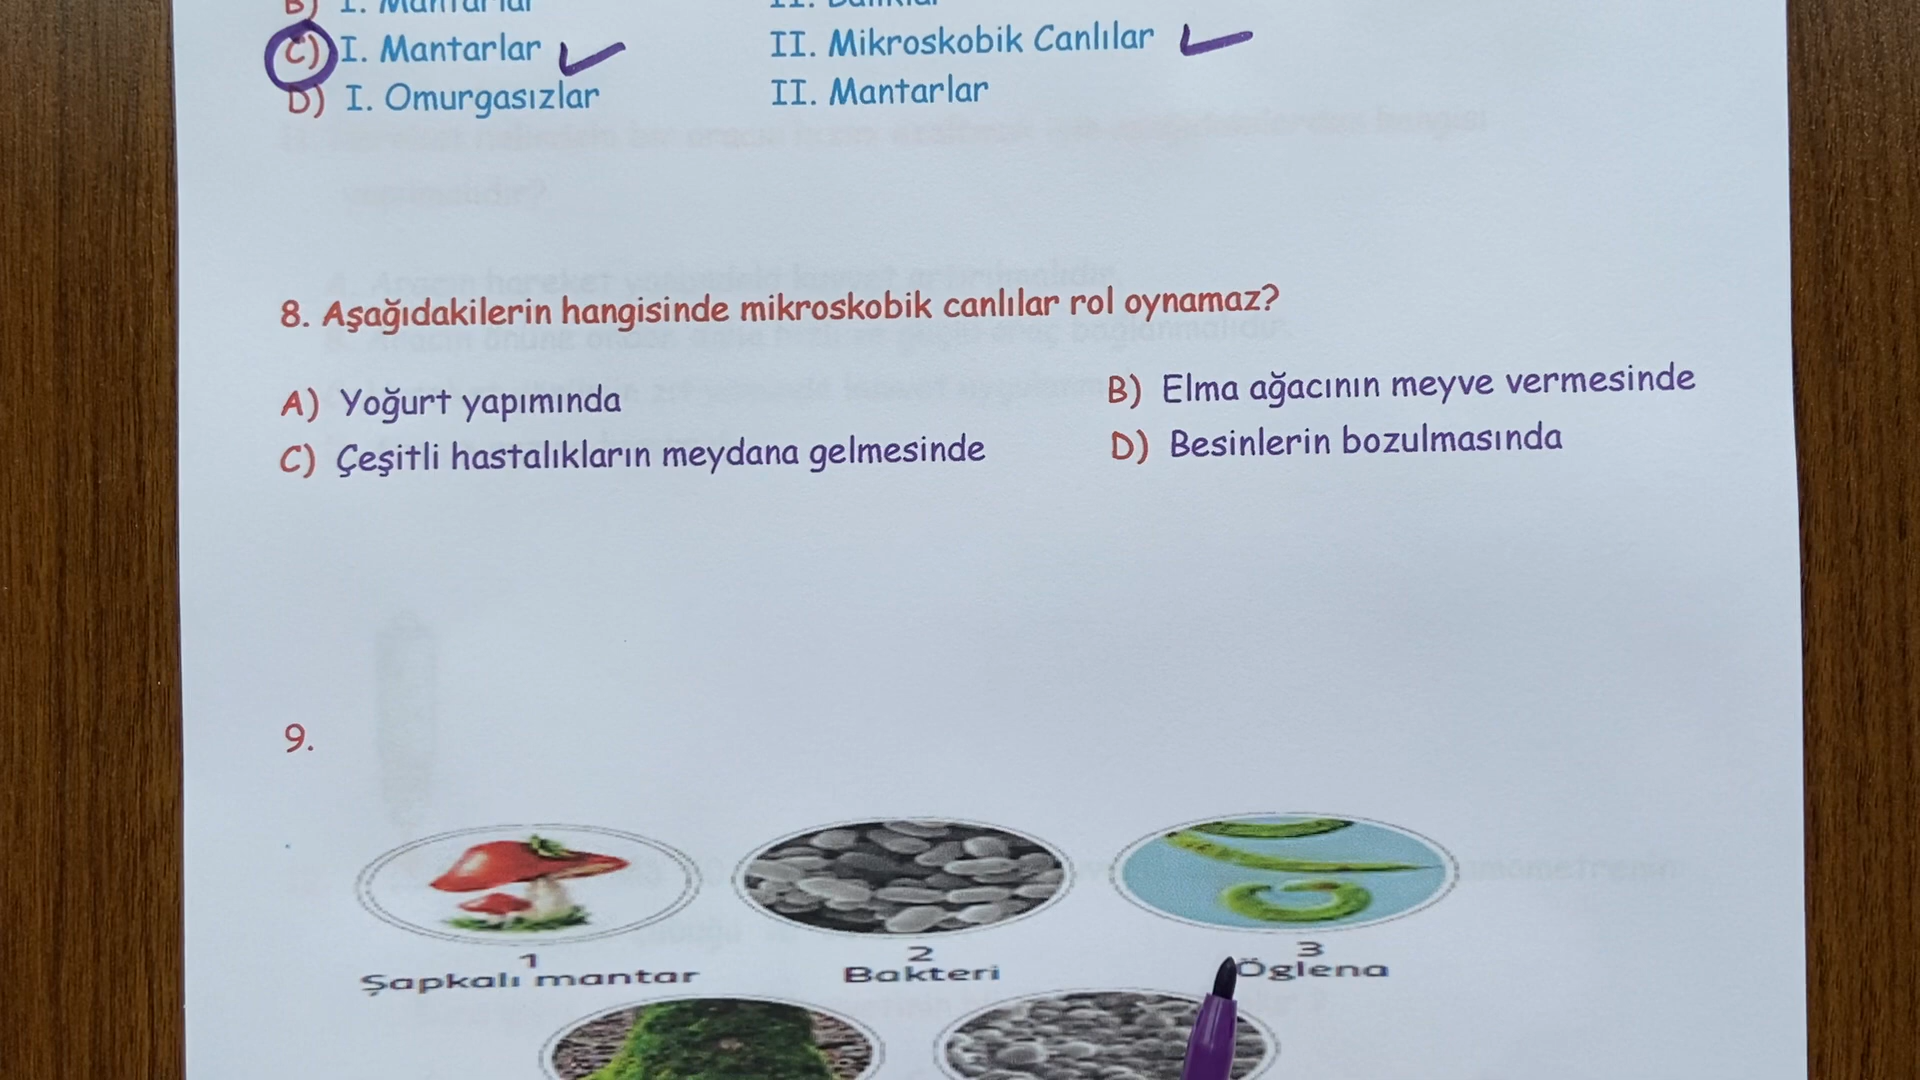 B) I. Mantarlar
C) I. Mantarlar II. Mikroskobik Canlılar
D) I. Omurgasızlar II. Mantarlar
8. Aşağıdakilerin hangisinde mikroskobik canlılar rol oynamaz?
A) Yoğurt yapımında B) Elma ağacının meyve vermesinde
C) Çeşitli hastalıkların meydana gelmesinde D) Besinlerin bozulmasında
9.
1 2 3
Şapkalı mantar Bakteri Öglena